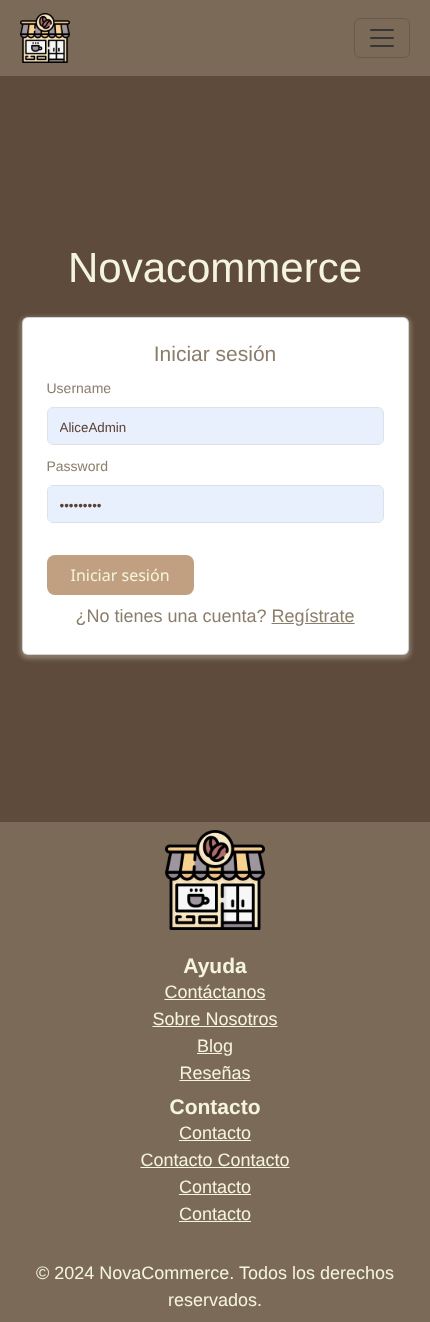 Novacommerce
Iniciar sesión
Username
AliceAdmin
Password
•••••••••
Iniciar sesión
¿No tienes una cuenta? Regístrate
Ayuda
Contáctanos
Sobre Nosotros
Blog
Reseñas
Contacto
Contacto
Contacto Contacto
Contacto
Contacto
© 2024 NovaCommerce. Todos los derechos
reservados.